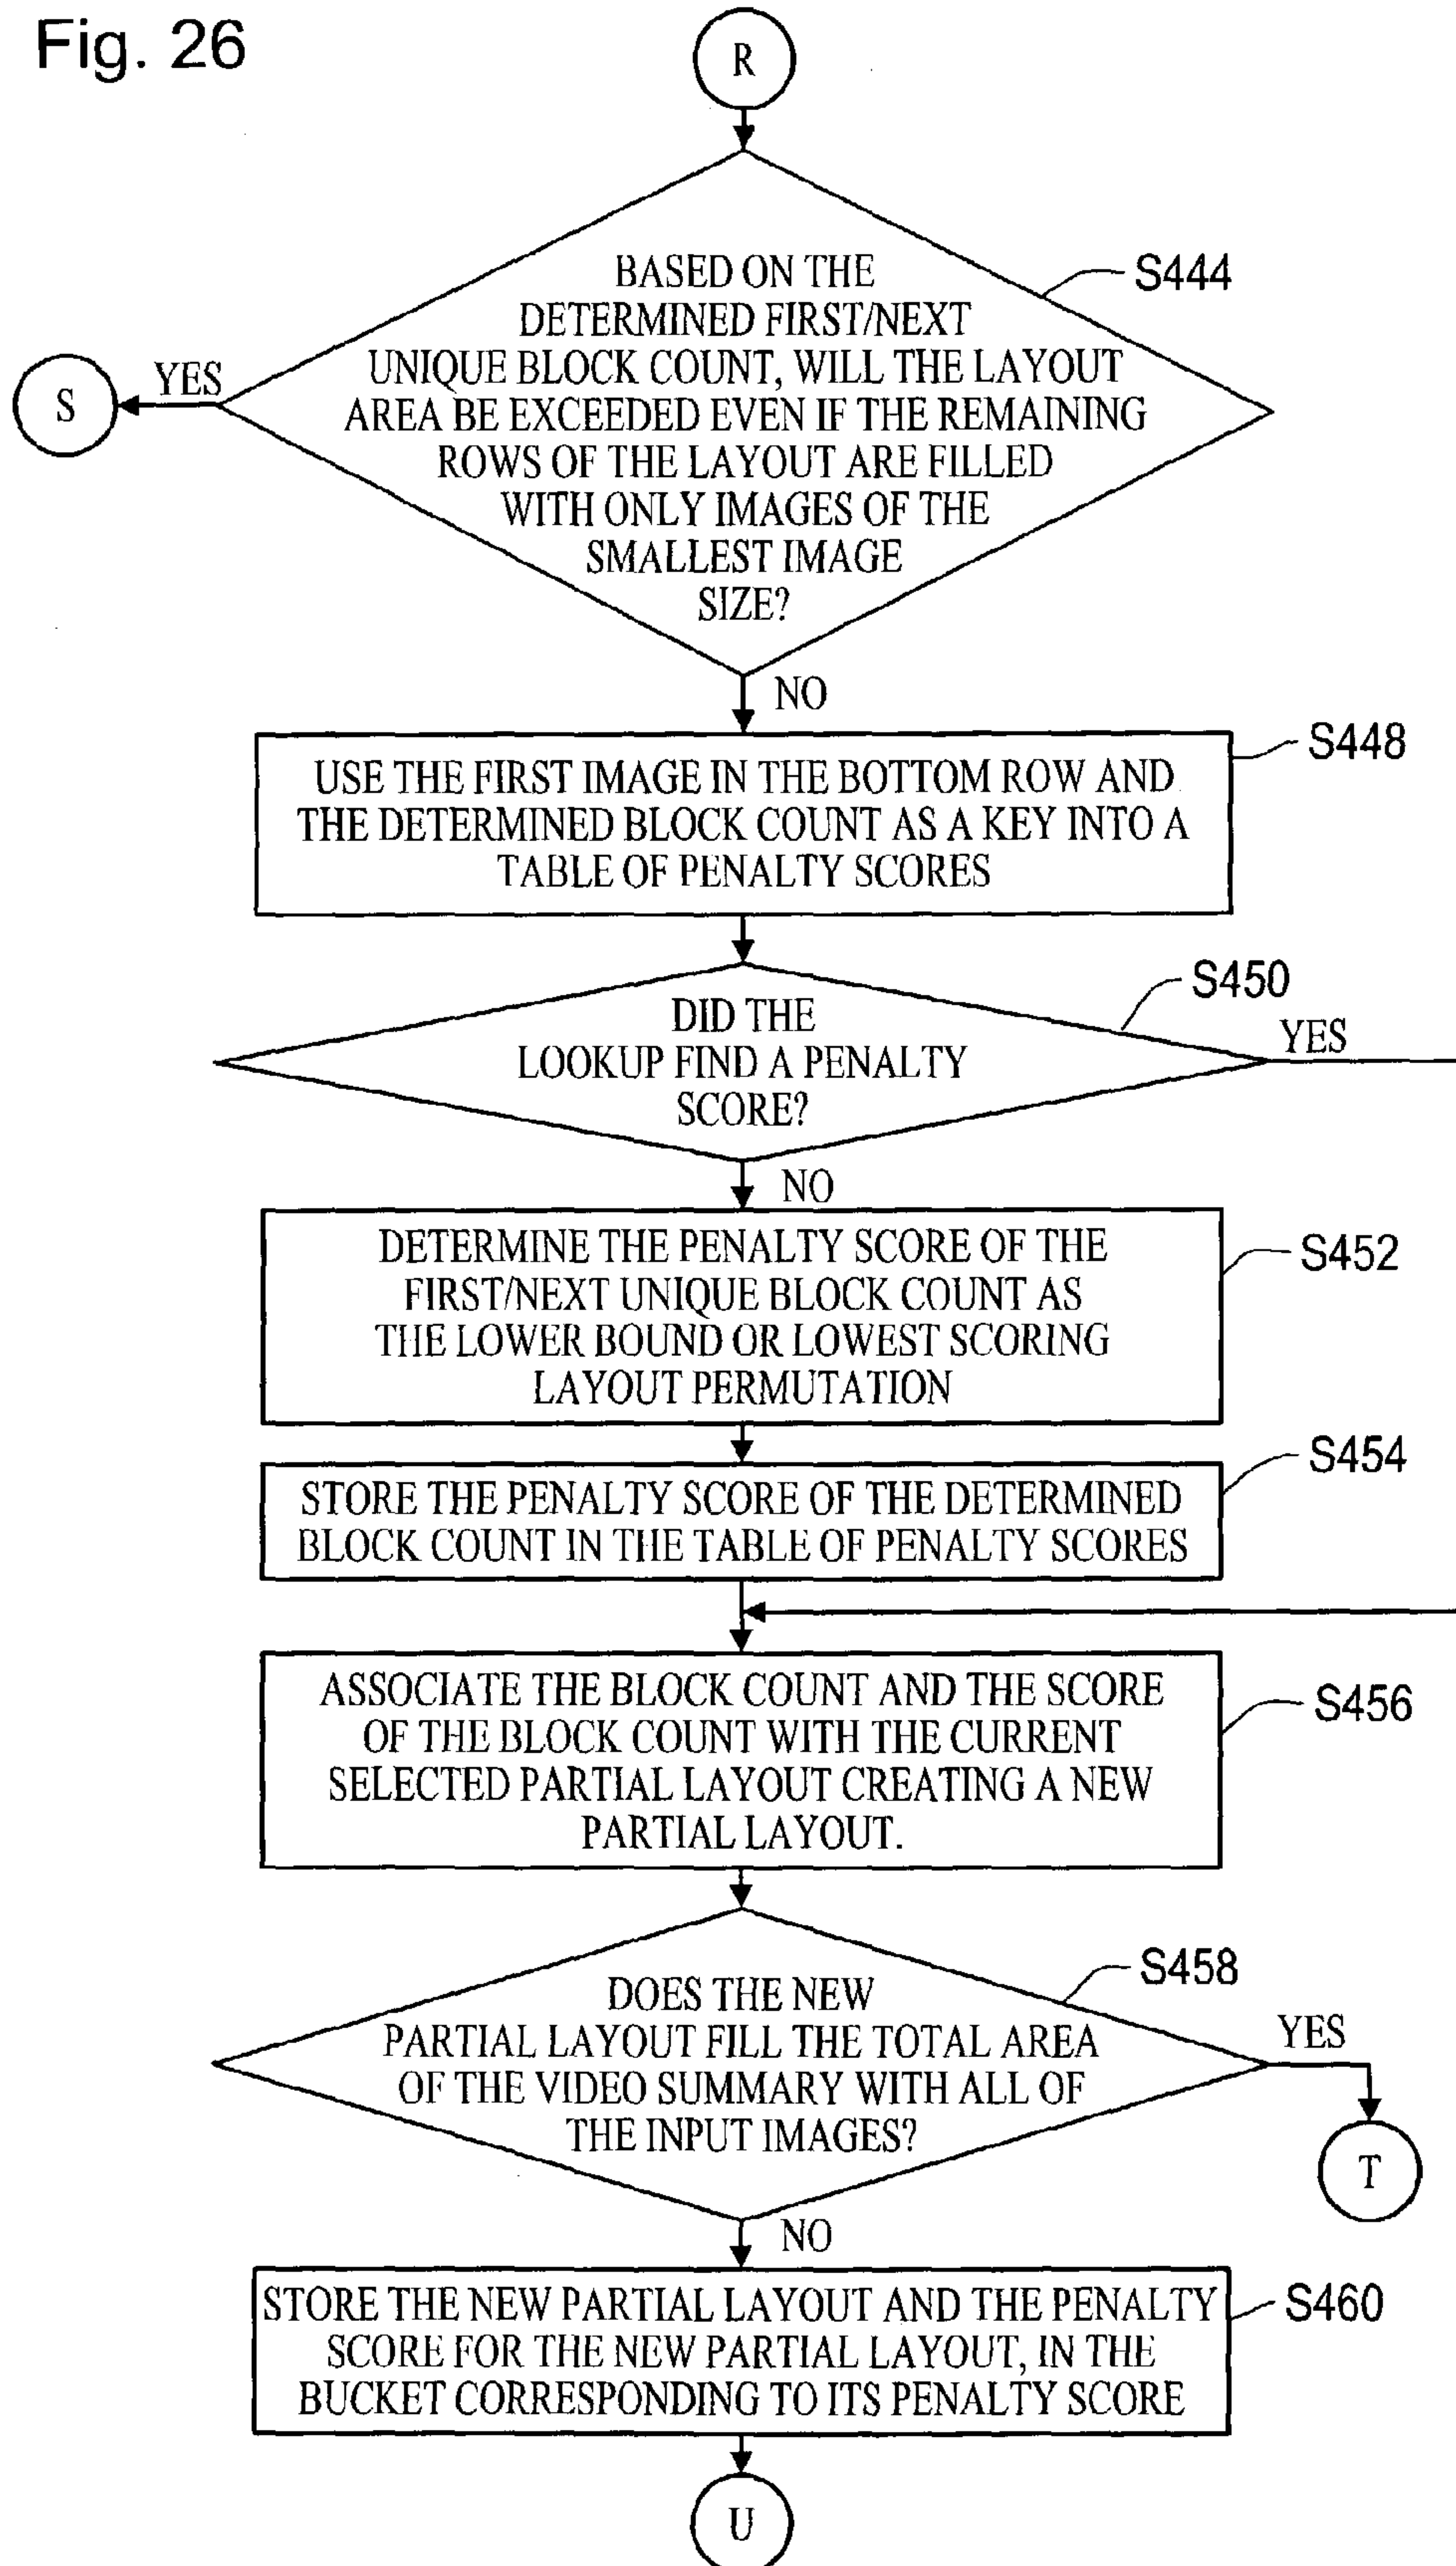 Fig. 26
R
BASED ON THE
DETERMINED FIRST/NEXT
UNIQUE BLOCK COUNT, WILL THE LAYOUT
AREA BE EXCEEDED EVEN IF THE REMAINING
ROWS OF THE LAYOUT ARE FILLED
WITH ONLY IMAGES OF THE
SMALLEST IMAGE
SIZE?
S444
YES
S
NO
USE THE FIRST IMAGE IN THE BOTTOM ROW AND
THE DETERMINED BLOCK COUNT AS A KEY INTO A
TABLE OF PENALTY SCORES
S448
DID THE
LOOKUP FIND A PENALTY
SCORE?
S450
YES
NO
DETERMINE THE PENALTY SCORE OF THE
FIRST/NEXT UNIQUE BLOCK COUNT AS
THE LOWER BOUND OR LOWEST SCORING
LAYOUT PERMUTATION
S452
STORE THE PENALTY SCORE OF THE DETERMINED
BLOCK COUNT IN THE TABLE OF PENALTY SCORES
S454
ASSOCIATE THE BLOCK COUNT AND THE SCORE
OF THE BLOCK COUNT WITH THE CURRENT
SELECTED PARTIAL LAYOUT CREATING A NEW
PARTIAL LAYOUT.
S456
DOES THE NEW
PARTIAL LAYOUT FILL THE TOTAL AREA
OF THE VIDEO SUMMARY WITH ALL OF
THE INPUT IMAGES?
S458
YES
T
NO
STORE THE NEW PARTIAL LAYOUT AND THE PENALTY
SCORE FOR THE NEW PARTIAL LAYOUT, IN THE
BUCKET CORRESPONDING TO ITS PENALTY SCORE
S460
U